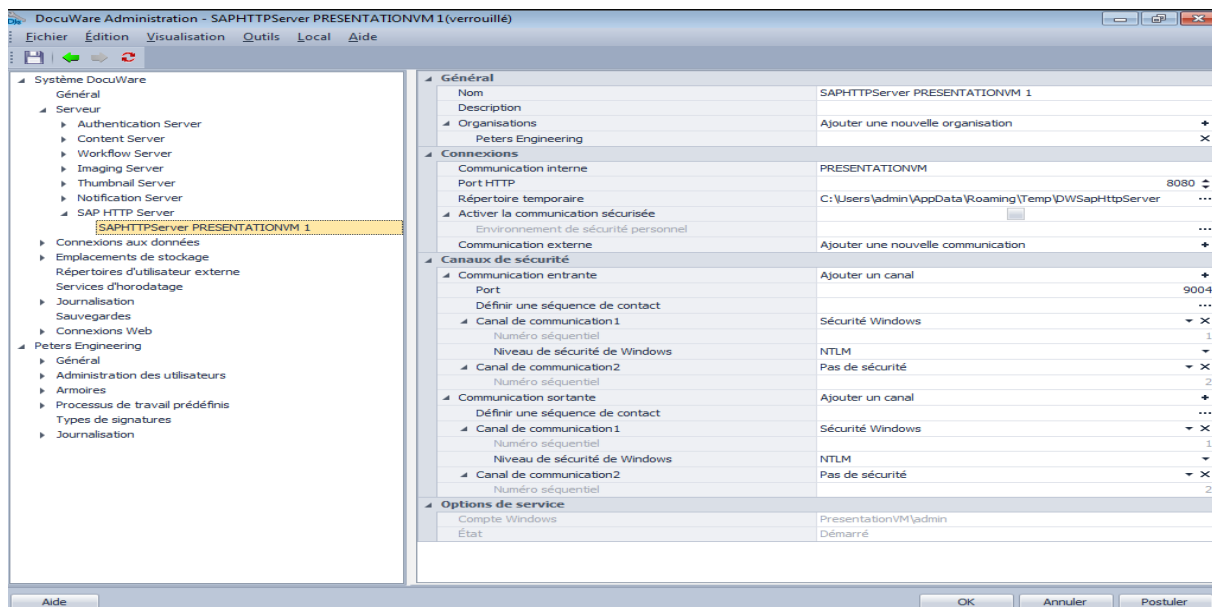 DocuWare Administration - SAPHTTPServer PRESENTATIONVM 1(verrouillé)
Fichier Édition Visualisation Outils Local Aide
Système DocuWare
Général
Serveur
Authentication Server
Content Server
Workflow Server
Imaging Server
Thumbnail Server
Notification Server
SAP HTTP Server
SAPHTTPServer PRESENTATIONVM 1
Connexions aux données
Emplacements de stockage
Répertoires d'utilisateur externe
Services d'horodatage
Journalisation
Sauvegardes
Connexions Web
Peters Engineering
Général
Administration des utilisateurs
Armoires
Processus de travail prédéfinis
Types de signatures
Journalisation
Général
Nom SAPHTTPServer PRESENTATIONVM 1
Description
Organisations Ajouter une nouvelle organisation
Peters Engineering
Connexions
Communication interne PRESENTATIONVM
Port HTTP 8080
Répertoire temporaire C:\Users\admin\AppData\Roaming\Temp\DWSapHttpServer ...
Activer la communication sécurisée
Environnement de sécurité personnel ...
Communication externe Ajouter une nouvelle communication
Canaux de sécurité
Communication entrante Ajouter un canal
Port 9004
Définir une séquence de contact ...
Canal de communication1 Sécurité Windows
Numéro séquentiel 1
Niveau de sécurité de Windows NTLM
Canal de communication2 Pas de sécurité
Numéro séquentiel 2
Communication sortante Ajouter un canal
Définir une séquence de contact ...
Canal de communication1 Sécurité Windows
Numéro séquentiel 1
Niveau de sécurité de Windows NTLM
Canal de communication2 Pas de sécurité
Numéro séquentiel 2
Options de service
Compte Windows PresentationVM\admin
État Démarré
Aide OK Annuler Postuler